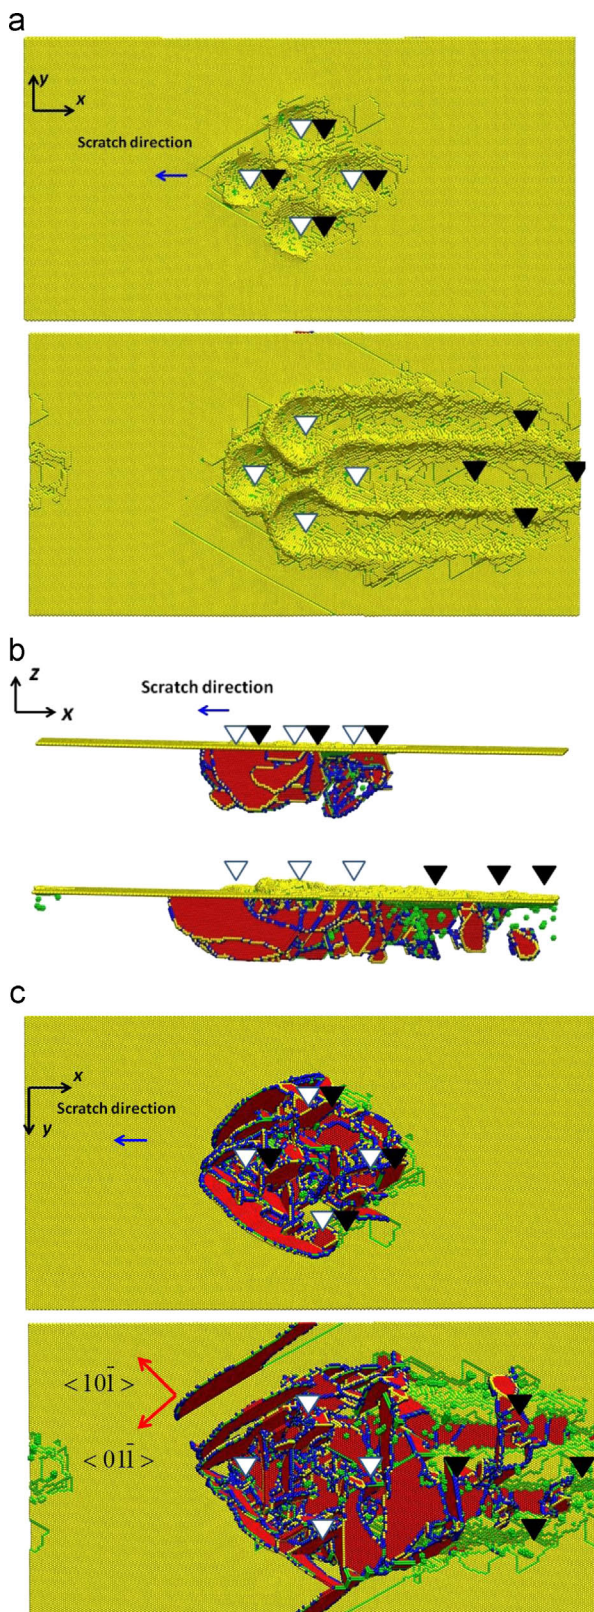 a
y
x
Scratch direction
b
z
x
Scratch direction
c
x
Scratch direction
y
< 101̄ >
< 011̄ >